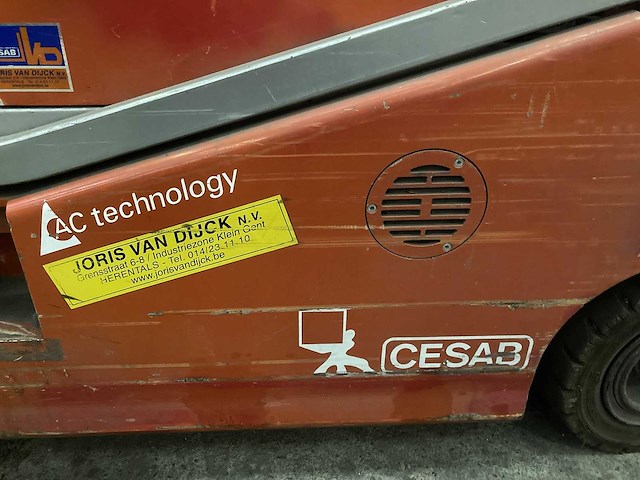 SABB
JORIS VAN DIJCK N.V.
AC technology
JORIS VAN DIJCK N.V.
Grensstraat 6-8 / Industriezone Klein Gent
HERENTALS - Tel. 014/23 11 10
www.jorisvandijck.be
CESAB